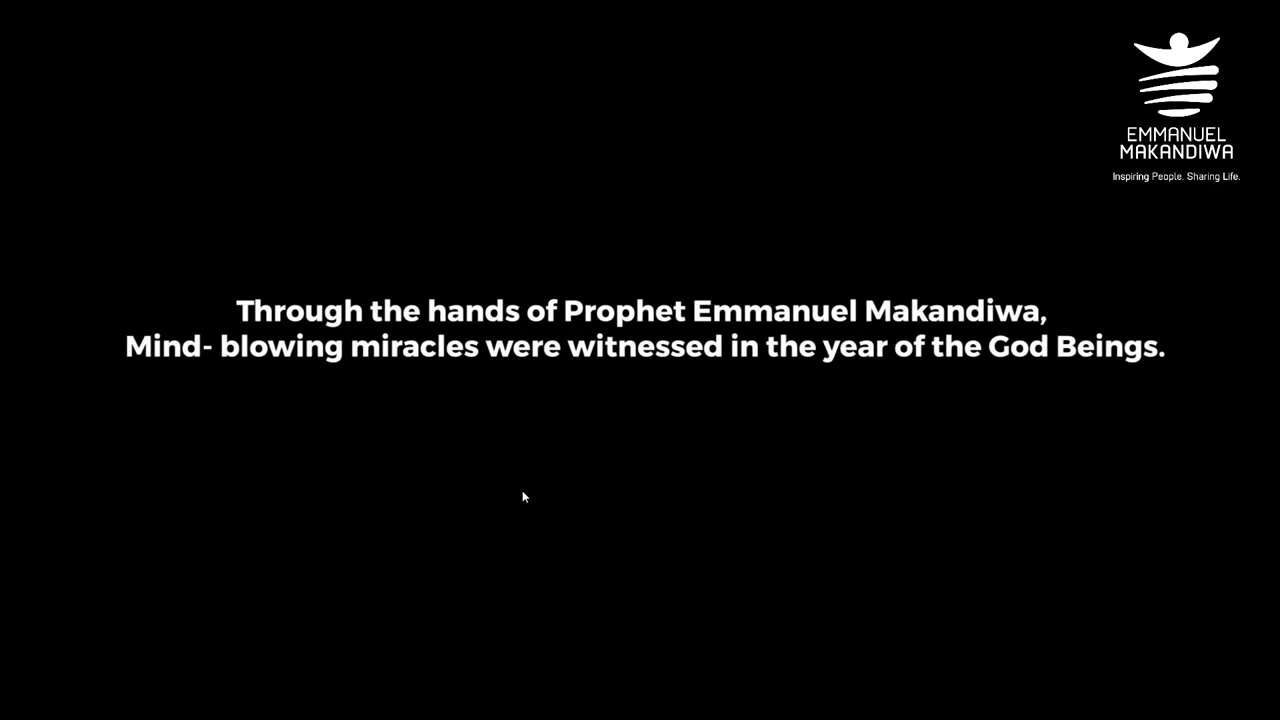 EMMANUEL
MAKANDIWA
Inspiring People. Sharing Life.
Through the hands of Prophet Emmanuel Makandiwa,
Mind- blowing miracles were witnessed in the year of the God Beings.